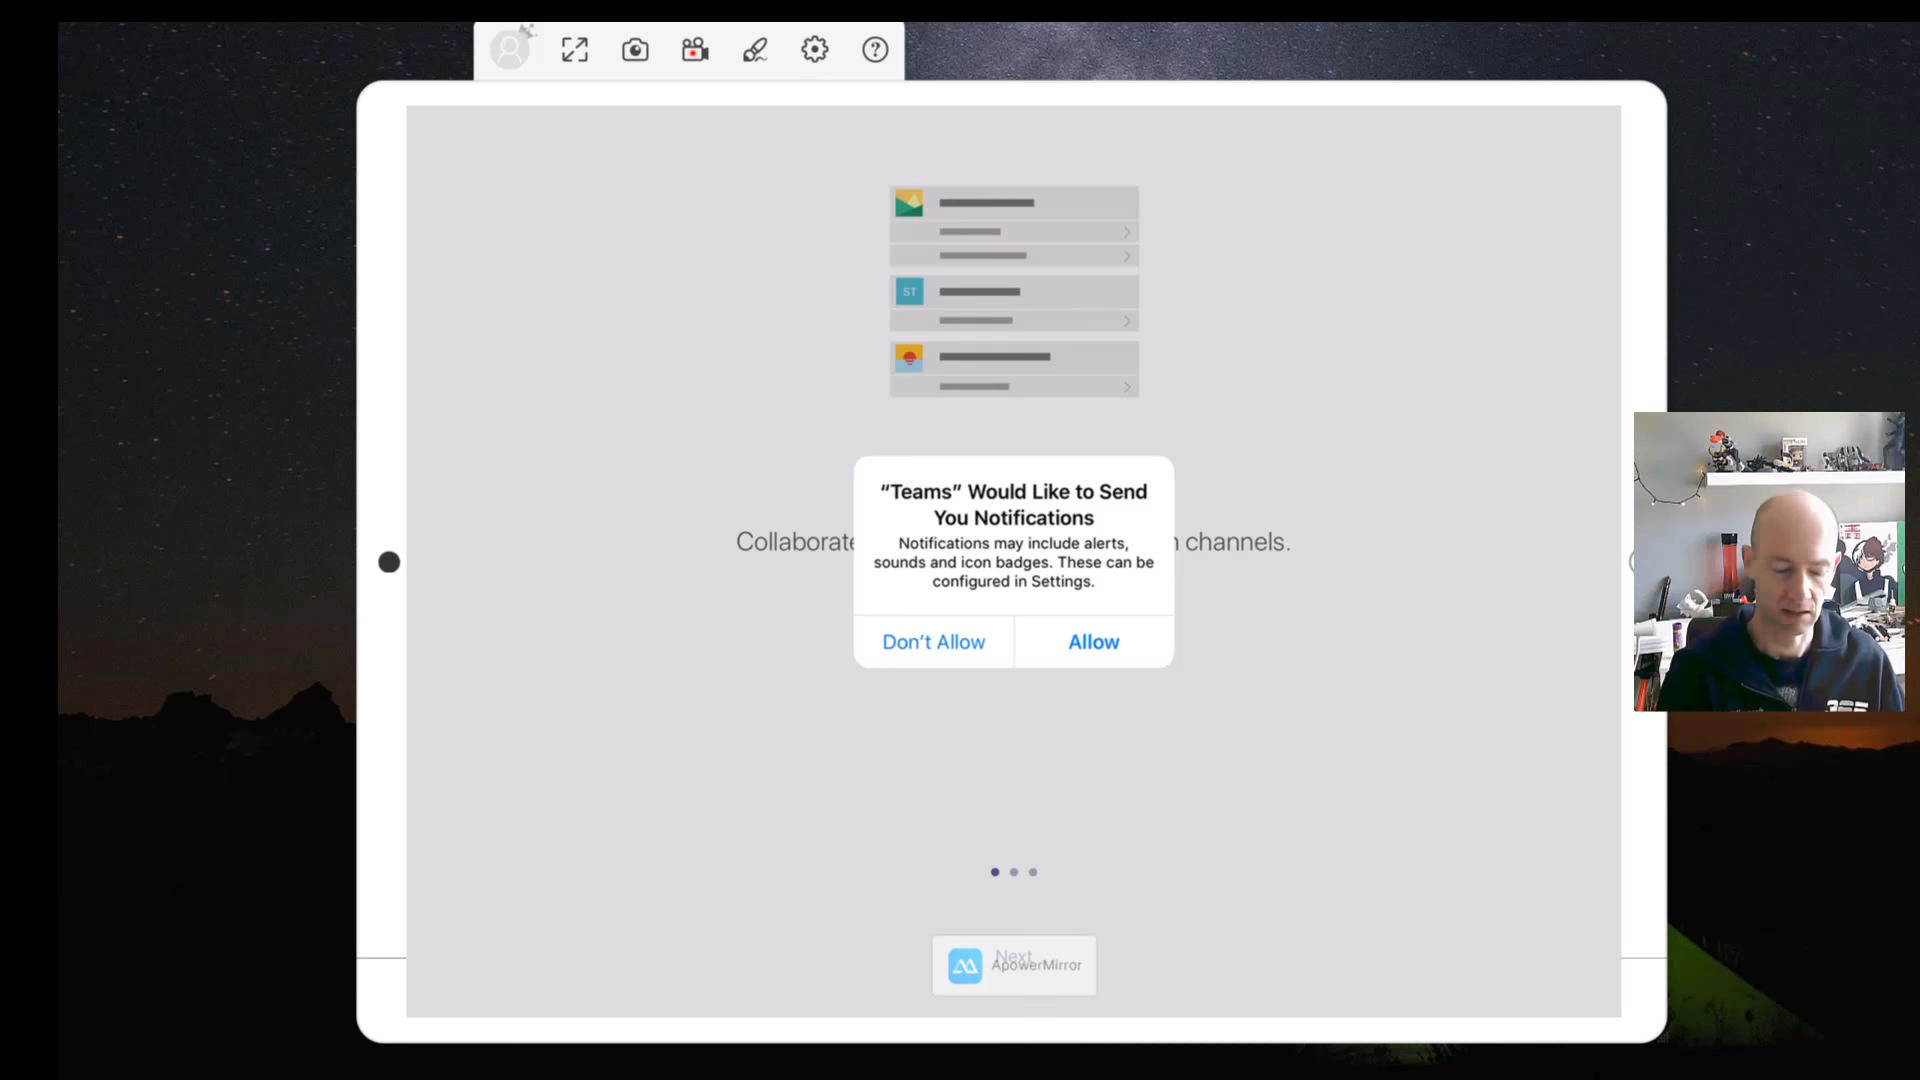 ST
“Teams” Would Like to Send
You Notifications
Collaborate
channels.
Notifications may include alerts,
sounds and icon badges. These can be
configured in Settings.
Don’t Allow
Allow
Next
ApowerMirror